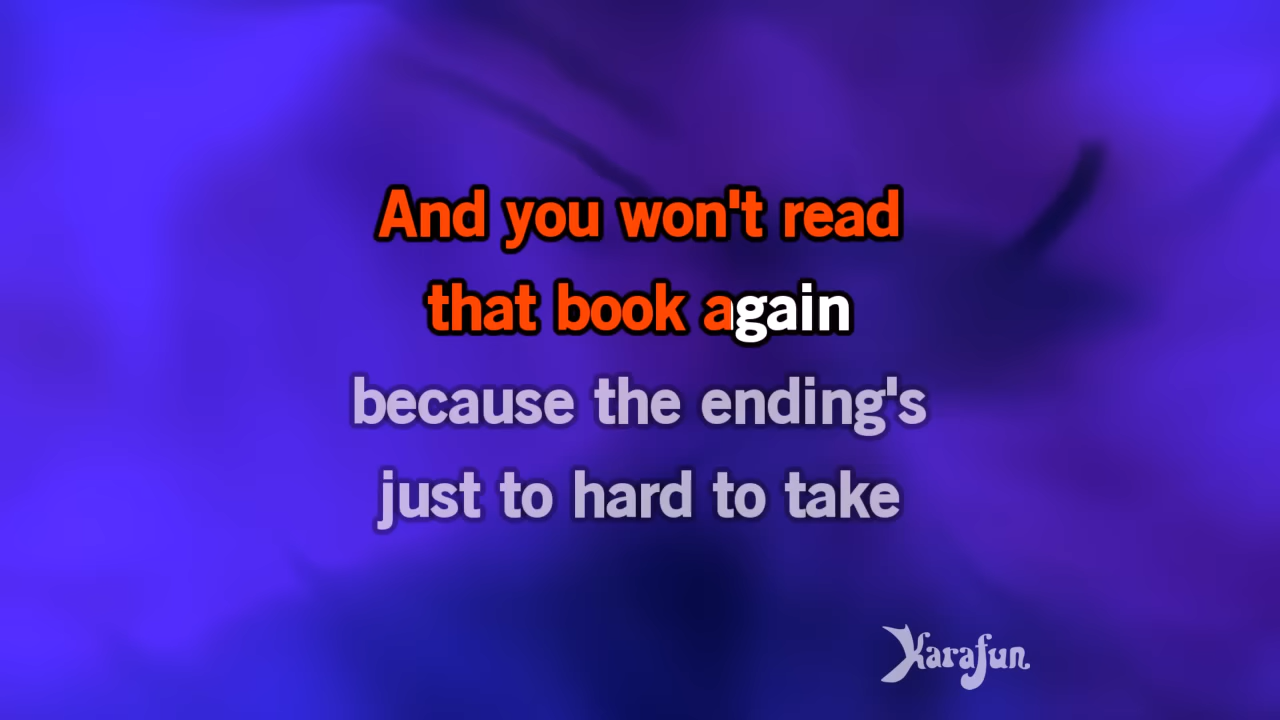 And you won't read
that book again
because the ending's
just to hard to take
Karafun